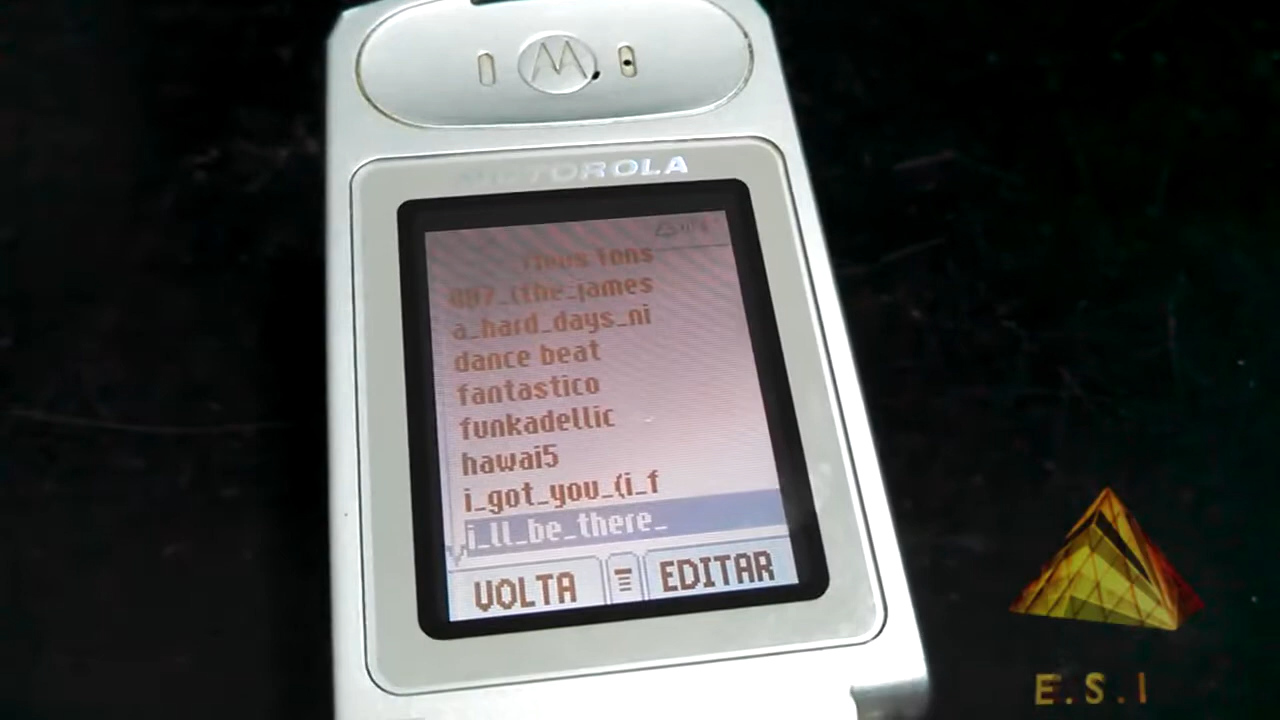 MOTOROLA
Meus Tons
007_(the_james
a_hard_days_ni
dance beat
fantastico
funkadellic
hawai5
i_got_you_(i_f
i_ll_be_there_
VOLTA EDITAR
E.S.I